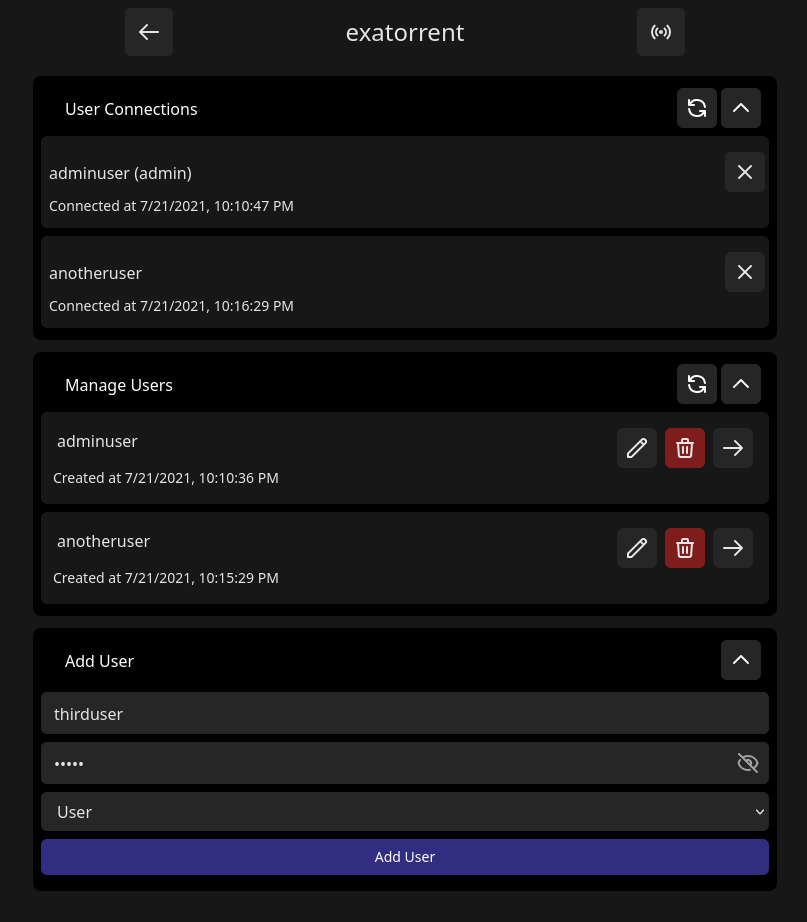 exatorrent
User Connections
adminuser (admin)
Connected at 7/21/2021, 10:10:47 PM
anotheruser
Connected at 7/21/2021, 10:16:29 PM
Manage Users
adminuser
Created at 7/21/2021, 10:10:36 PM
anotheruser
Created at 7/21/2021, 10:15:29 PM
Add User
thirduser
•••••
User
Add User